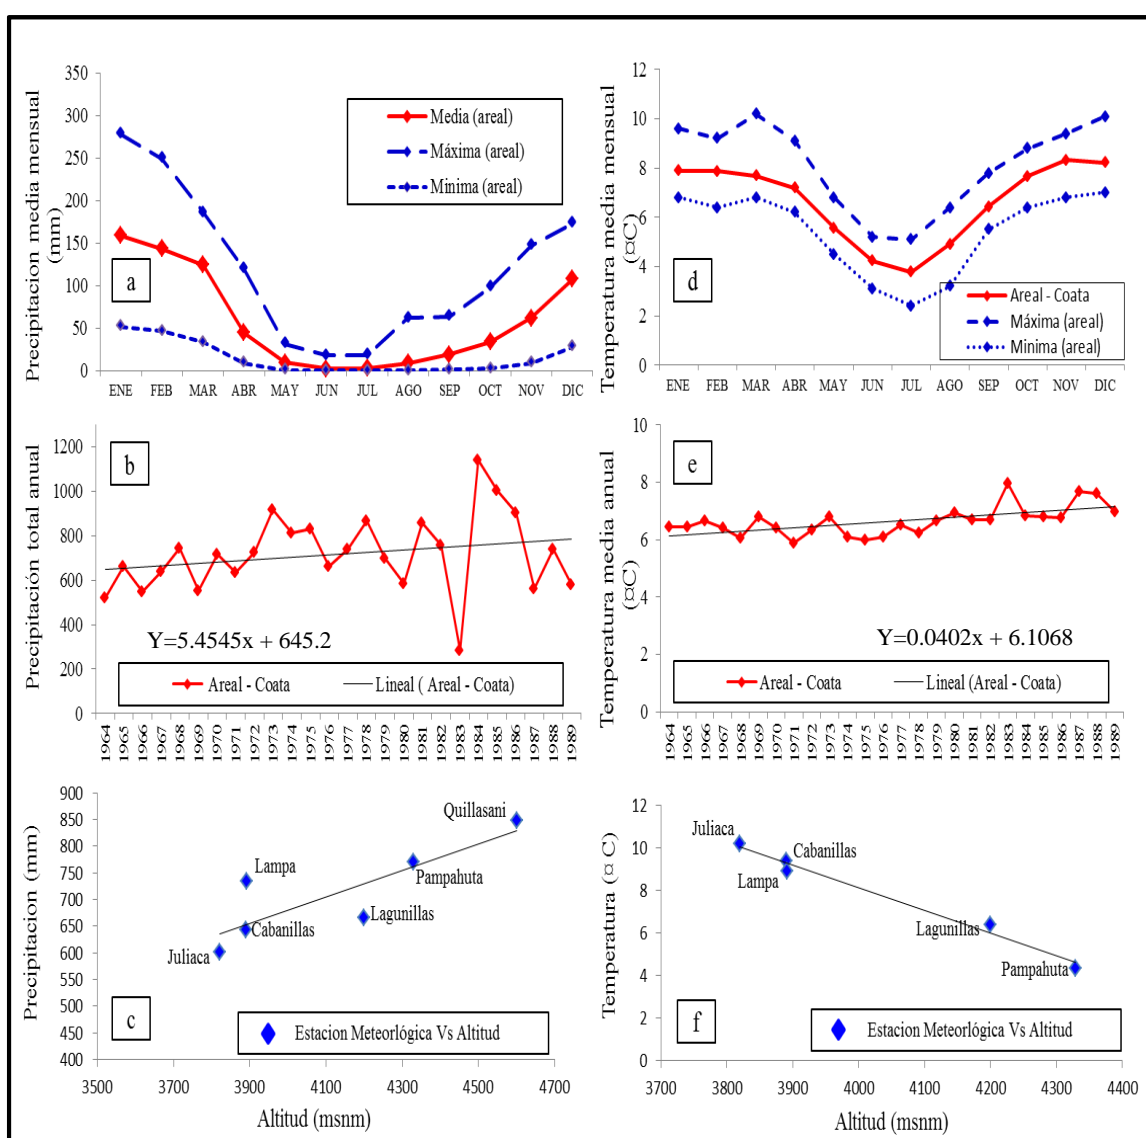 Precipitacion media mensual
(mm)
350
300
250
200
150
100
50
0
Media (areal)
Máxima (areal)
Minima (areal)
a
ENE FEB MAR ABR MAY JUN JUL AGO SEP OCT NOV DIC
Temperatura media mensual
(¤C)
12
10
8
6
4
2
0
d
Areal - Coata
Máxima (areal)
Minima (areal)
ENE FEB MAR ABR MAY JUN JUL AGO SEP OCT NOV DIC
Precipitación total anual
1200
1000
800
600
400
200
0
b
Y=5.4545x + 645.2
Areal - Coata
Lineal ( Areal - Coata)
1964 1965 1966 1967 1968 1969 1970 1971 1972 1973 1974 1975 1976 1977 1978 1979 1980 1981 1982 1983 1984 1985 1986 1987 1988 1989
Temperatura media anual
(¤C)
10
8
6
4
2
0
e
Y=0.0402x + 6.1068
Areal - Coata
Lineal (Areal - Coata)
1964 1965 1966 1967 1968 1969 1970 1971 1972 1973 1974 1975 1976 1977 1978 1979 1980 1981 1982 1983 1984 1985 1986 1987 1988 1989
Precipitacion (mm)
900
850
800
750
700
650
600
550
500
450
400
Quillasani
Lampa
Pampahuta
Lagunillas
Cabanillas
Juliaca
c
Estacion Meteorlógica Vs Altitud
3500 3700 3900 4100 4300 4500 4700
Altitud (msnm)
Temperatura (¤ C)
12
10
8
6
4
2
0
Juliaca
Cabanillas
Lampa
Lagunillas
Pampahuta
f
Estacion Meteorlógica Vs Altitud
3700 3800 3900 4000 4100 4200 4300 4400
Altitud (msnm)